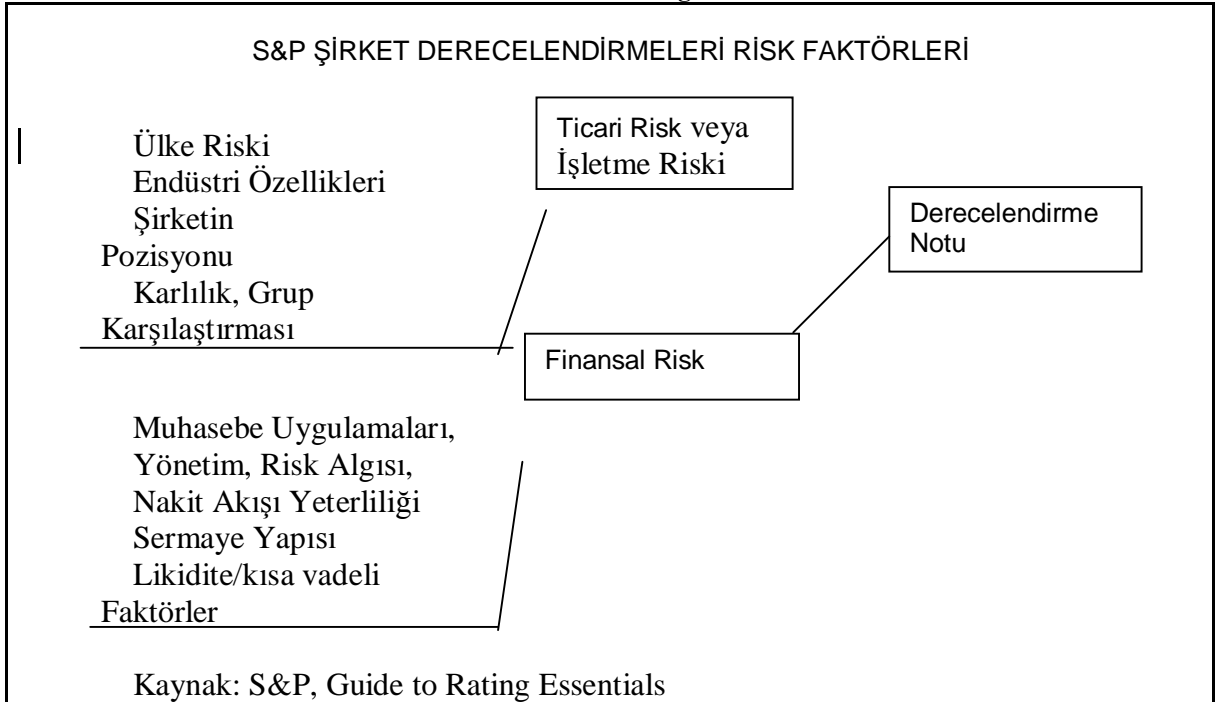 S&P ŞİRKET DERECELENDİRMELERİ RİSK FAKTÖRLERİ
Ülke Riski
Endüstri Özellikleri
Şirketin
Pozisyonu
Karlılık, Grup
Karşılaştırması
Ticari Risk veya
İşletme Riski
Derecelendirme
Notu
Finansal Risk
Muhasebe Uygulamaları,
Yönetim, Risk Algısı,
Nakit Akışı Yeterliliği
Sermaye Yapısı
Likidite/kısa vadeli
Faktörler
Kaynak: S&P, Guide to Rating Essentials